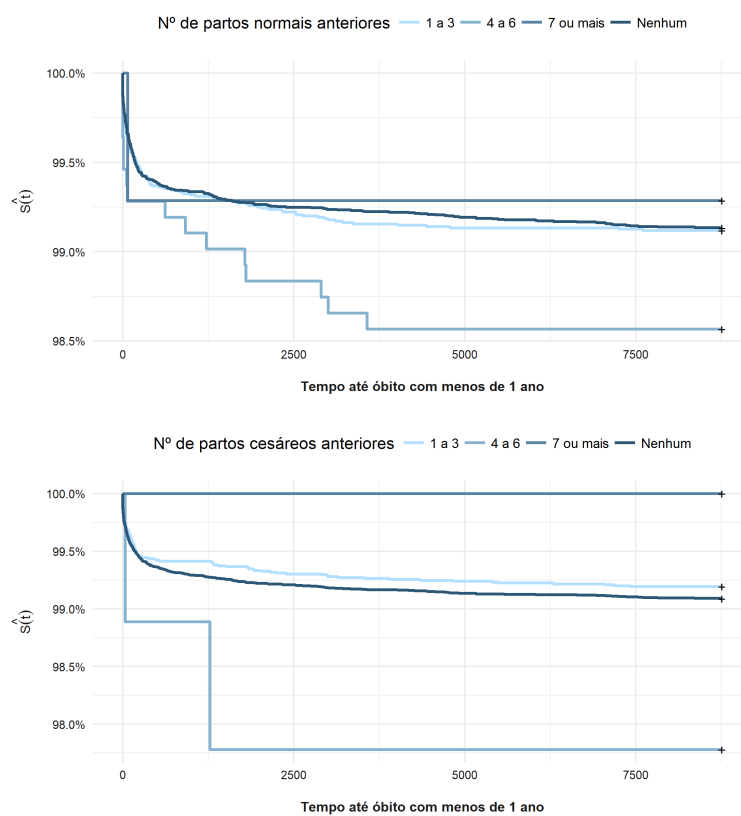 Nº de partos normais anteriores 1 a 3 4 a 6 7 ou mais Nenhum
100.0%
99.5%
99.0%
98.5%
Ŝ(t)
0 2500 5000 7500
Tempo até óbito com menos de 1 ano
Nº de partos cesáreos anteriores 1 a 3 4 a 6 7 ou mais Nenhum
100.0%
99.5%
99.0%
98.5%
98.0%
Ŝ(t)
0 2500 5000 7500
Tempo até óbito com menos de 1 ano